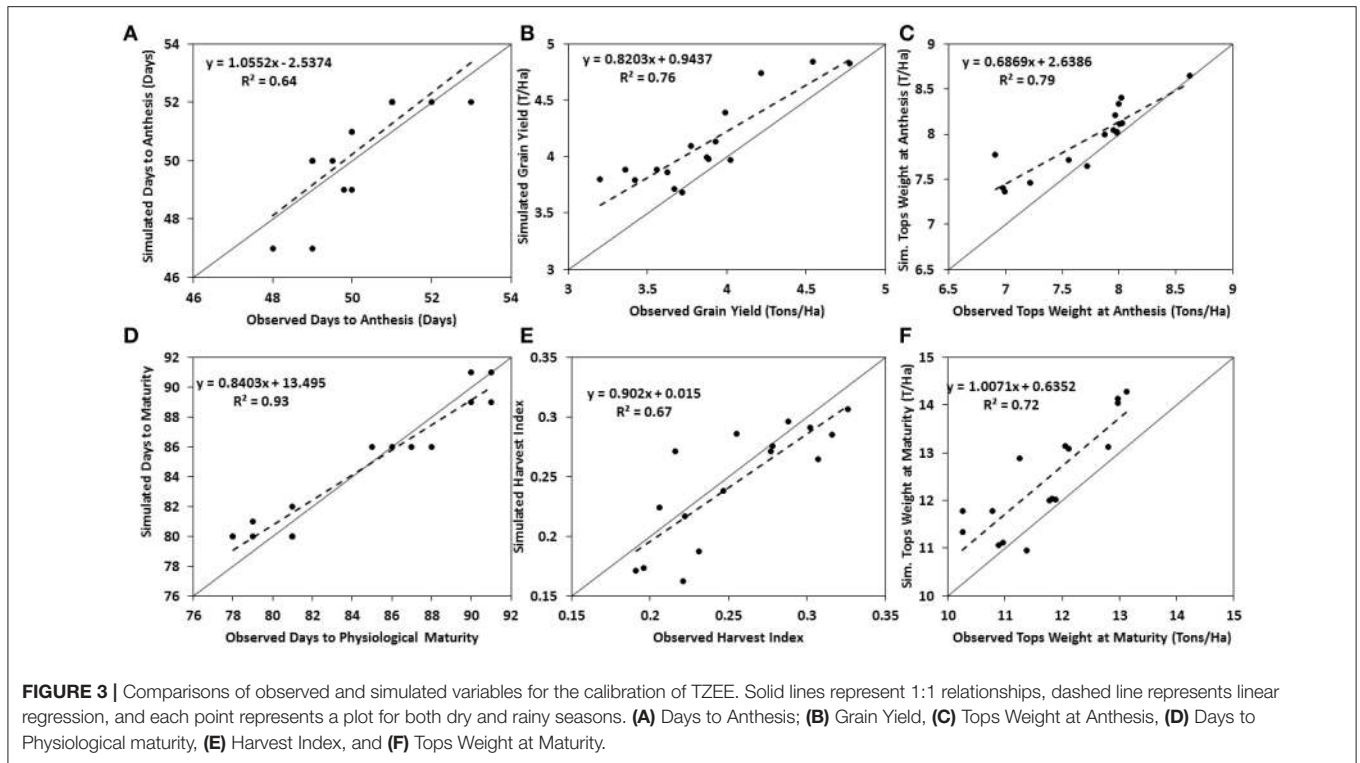 A
54
52
50
48
46
46
48
50
52
54
y = 1.0552x - 2.5374
R² = 0.64
Simulated Days to Anthesis (Days)
Observed Days to Anthesis (Days)
B
5
4.5
4
3.5
3
3
3.5
4
4.5
5
y = 0.8203x + 0.9437
R² = 0.76
Simulated Grain Yield (T/Ha)
Observed Grain Yield (Tons/Ha)
C
9
8.5
8
7.5
7
6.5
6.5
7
7.5
8
8.5
9
y = 0.6869x + 2.6386
R² = 0.79
Sim. Tops Weight at Anthesis (T/Ha)
Observed Tops Weight at Anthesis (Tons/Ha)
D
92
90
88
86
84
82
80
78
76
76
78
80
82
84
86
88
90
92
y = 0.8403x + 13.495
R² = 0.93
Simulated Days to Maturity
Observed Days to Physiological Maturity
E
0.35
0.3
0.25
0.2
0.15
0.15
0.2
0.25
0.3
0.35
y = 0.902x + 0.015
R² = 0.67
Simulated Harvest Index
Observed Harvest Index
F
15
14
13
12
11
10
10
11
12
13
14
15
y = 1.0071x + 0.6352
R² = 0.72
Sim. Tops Weight at Maturity (T/Ha)
Observed Tops Weight at Maturity (Tons/Ha)
FIGURE 3 | Comparisons of observed and simulated variables for the calibration of TZEE. Solid lines represent 1:1 relationships, dashed line represents linear
regression, and each point represents a plot for both dry and rainy seasons. (A) Days to Anthesis; (B) Grain Yield, (C) Tops Weight at Anthesis, (D) Days to
Physiological maturity, (E) Harvest Index, and (F) Tops Weight at Maturity.